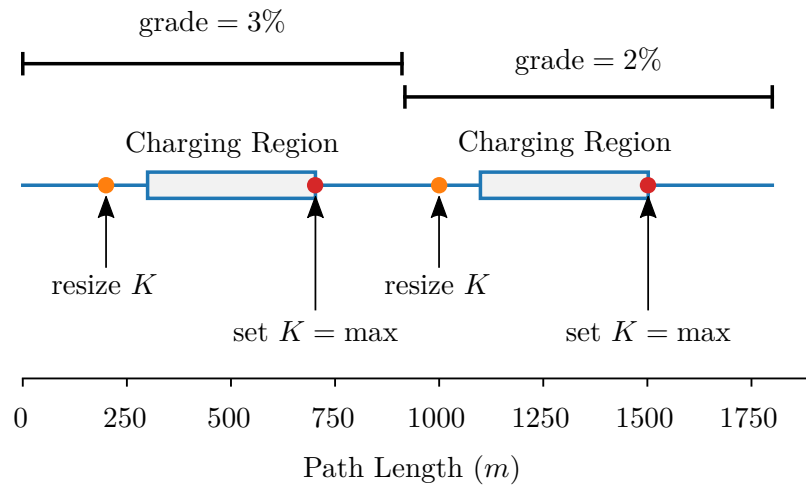 grade = 3%
grade = 2%
Charging Region
Charging Region
resize K
resize K
set K = max
set K = max
0 250 500 750 1000 1250 1500 1750
Path Length (m)